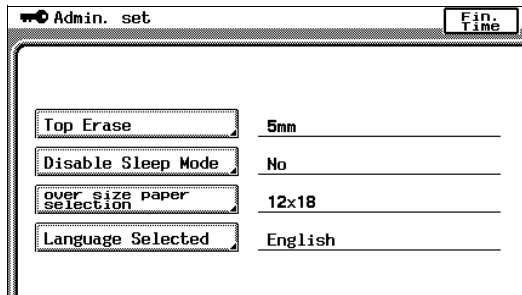 Admin. set
Fin.
Time
Top Erase
5mm
Disable Sleep Mode
No
over size paper
selection
12x18
Language Selected
English